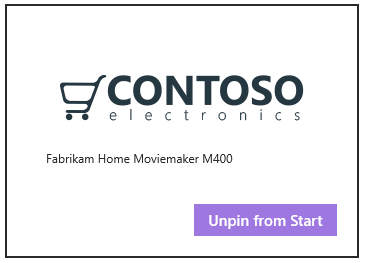 CONTOSO
electronics
Fabrikam Home Moviemaker M400
Unpin from Start